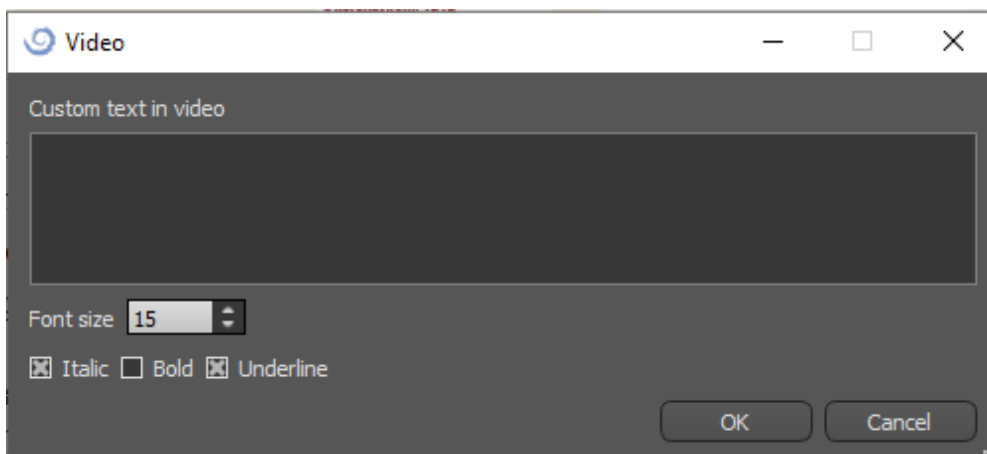 Video
Custom text in video
Font size 15
Italic Bold Underline
OK Cancel